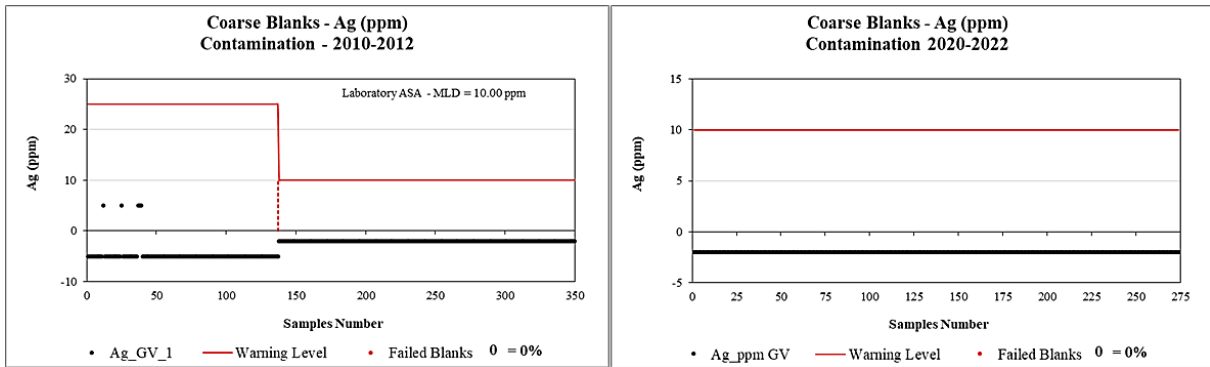 Coarse Blanks - Ag (ppm)
Contamination - 2010-2012
Laboratory ASA - MLD = 10.00 ppm
Ag (ppm)
30
20
10
0
-10
0
50
100
150
200
250
300
350
Samples Number
Ag_GV_1
Warning Level
Failed Blanks
0 = 0%
Coarse Blanks - Ag (ppm)
Contamination 2020-2022
Ag (ppm)
15
10
5
0
-5
0
25
50
75
100
125
150
175
200
225
250
275
Samples Number
Ag_ppm GV
Warning Level
Failed Blanks
0 = 0%